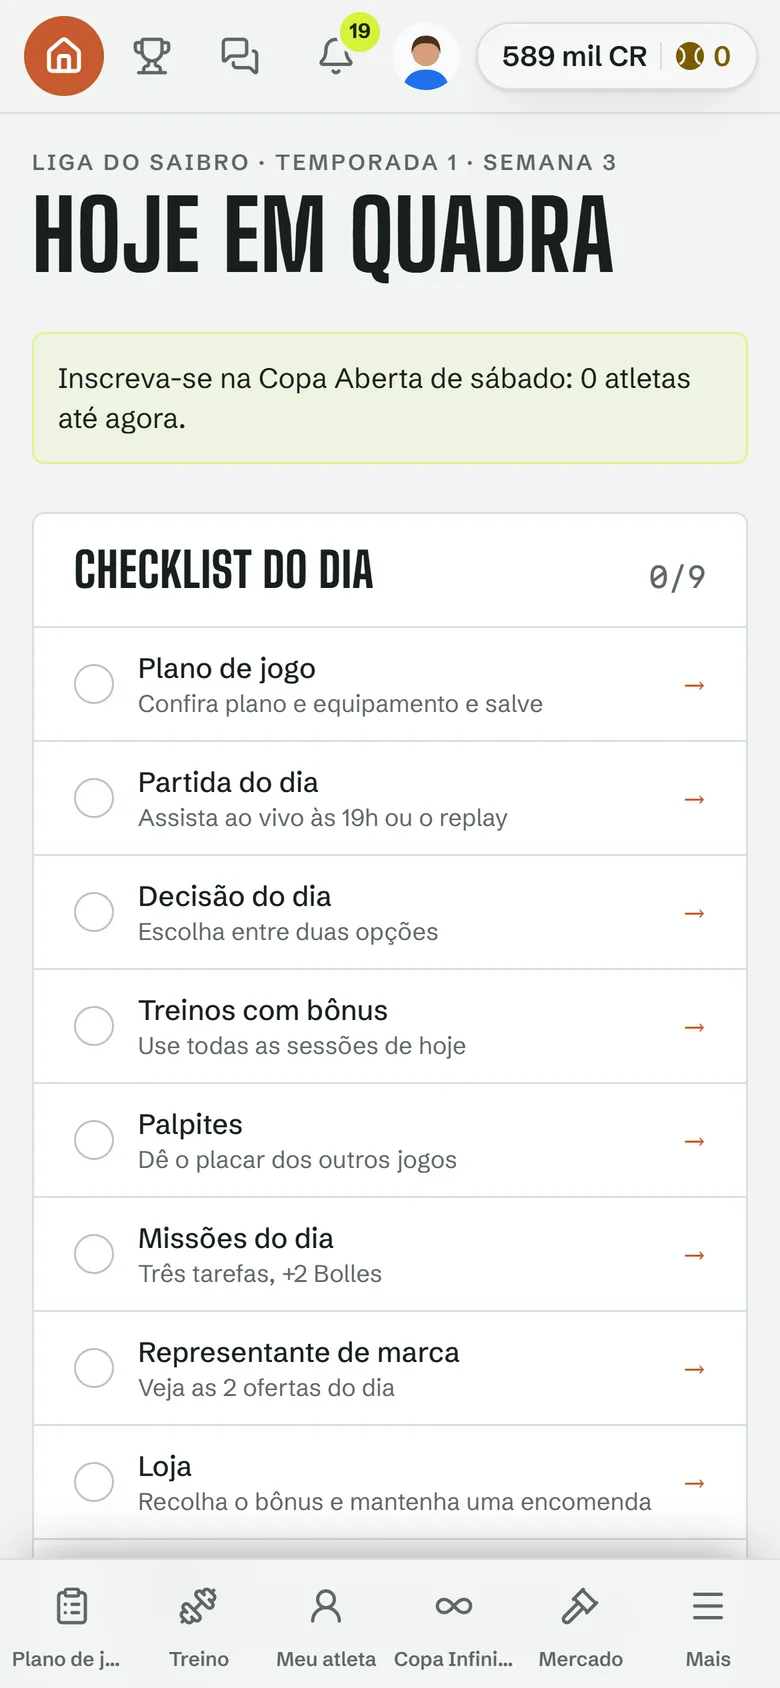 19
589 mil CR
0
LIGA DO SAIBRO · TEMPORADA 1 · SEMANA 3
HOJE EM QUADRA
Inscreva-se na Copa Aberta de sábado: 0 atletas
até agora.
CHECKLIST DO DIA
0/9
Plano de jogo
Confira plano e equipamento e salve
→
Partida do dia
Assista ao vivo às 19h ou o replay
→
Decisão do dia
Escolha entre duas opções
→
Treinos com bônus
Use todas as sessões de hoje
→
Palpites
Dê o placar dos outros jogos
→
Missões do dia
Três tarefas, +2 Bolles
→
Representante de marca
Veja as 2 ofertas do dia
→
Loja
Recolha o bônus e mantenha uma encomenda
→
Plano de j...
Treino
Meu atleta
Copa Infini...
Mercado
Mais